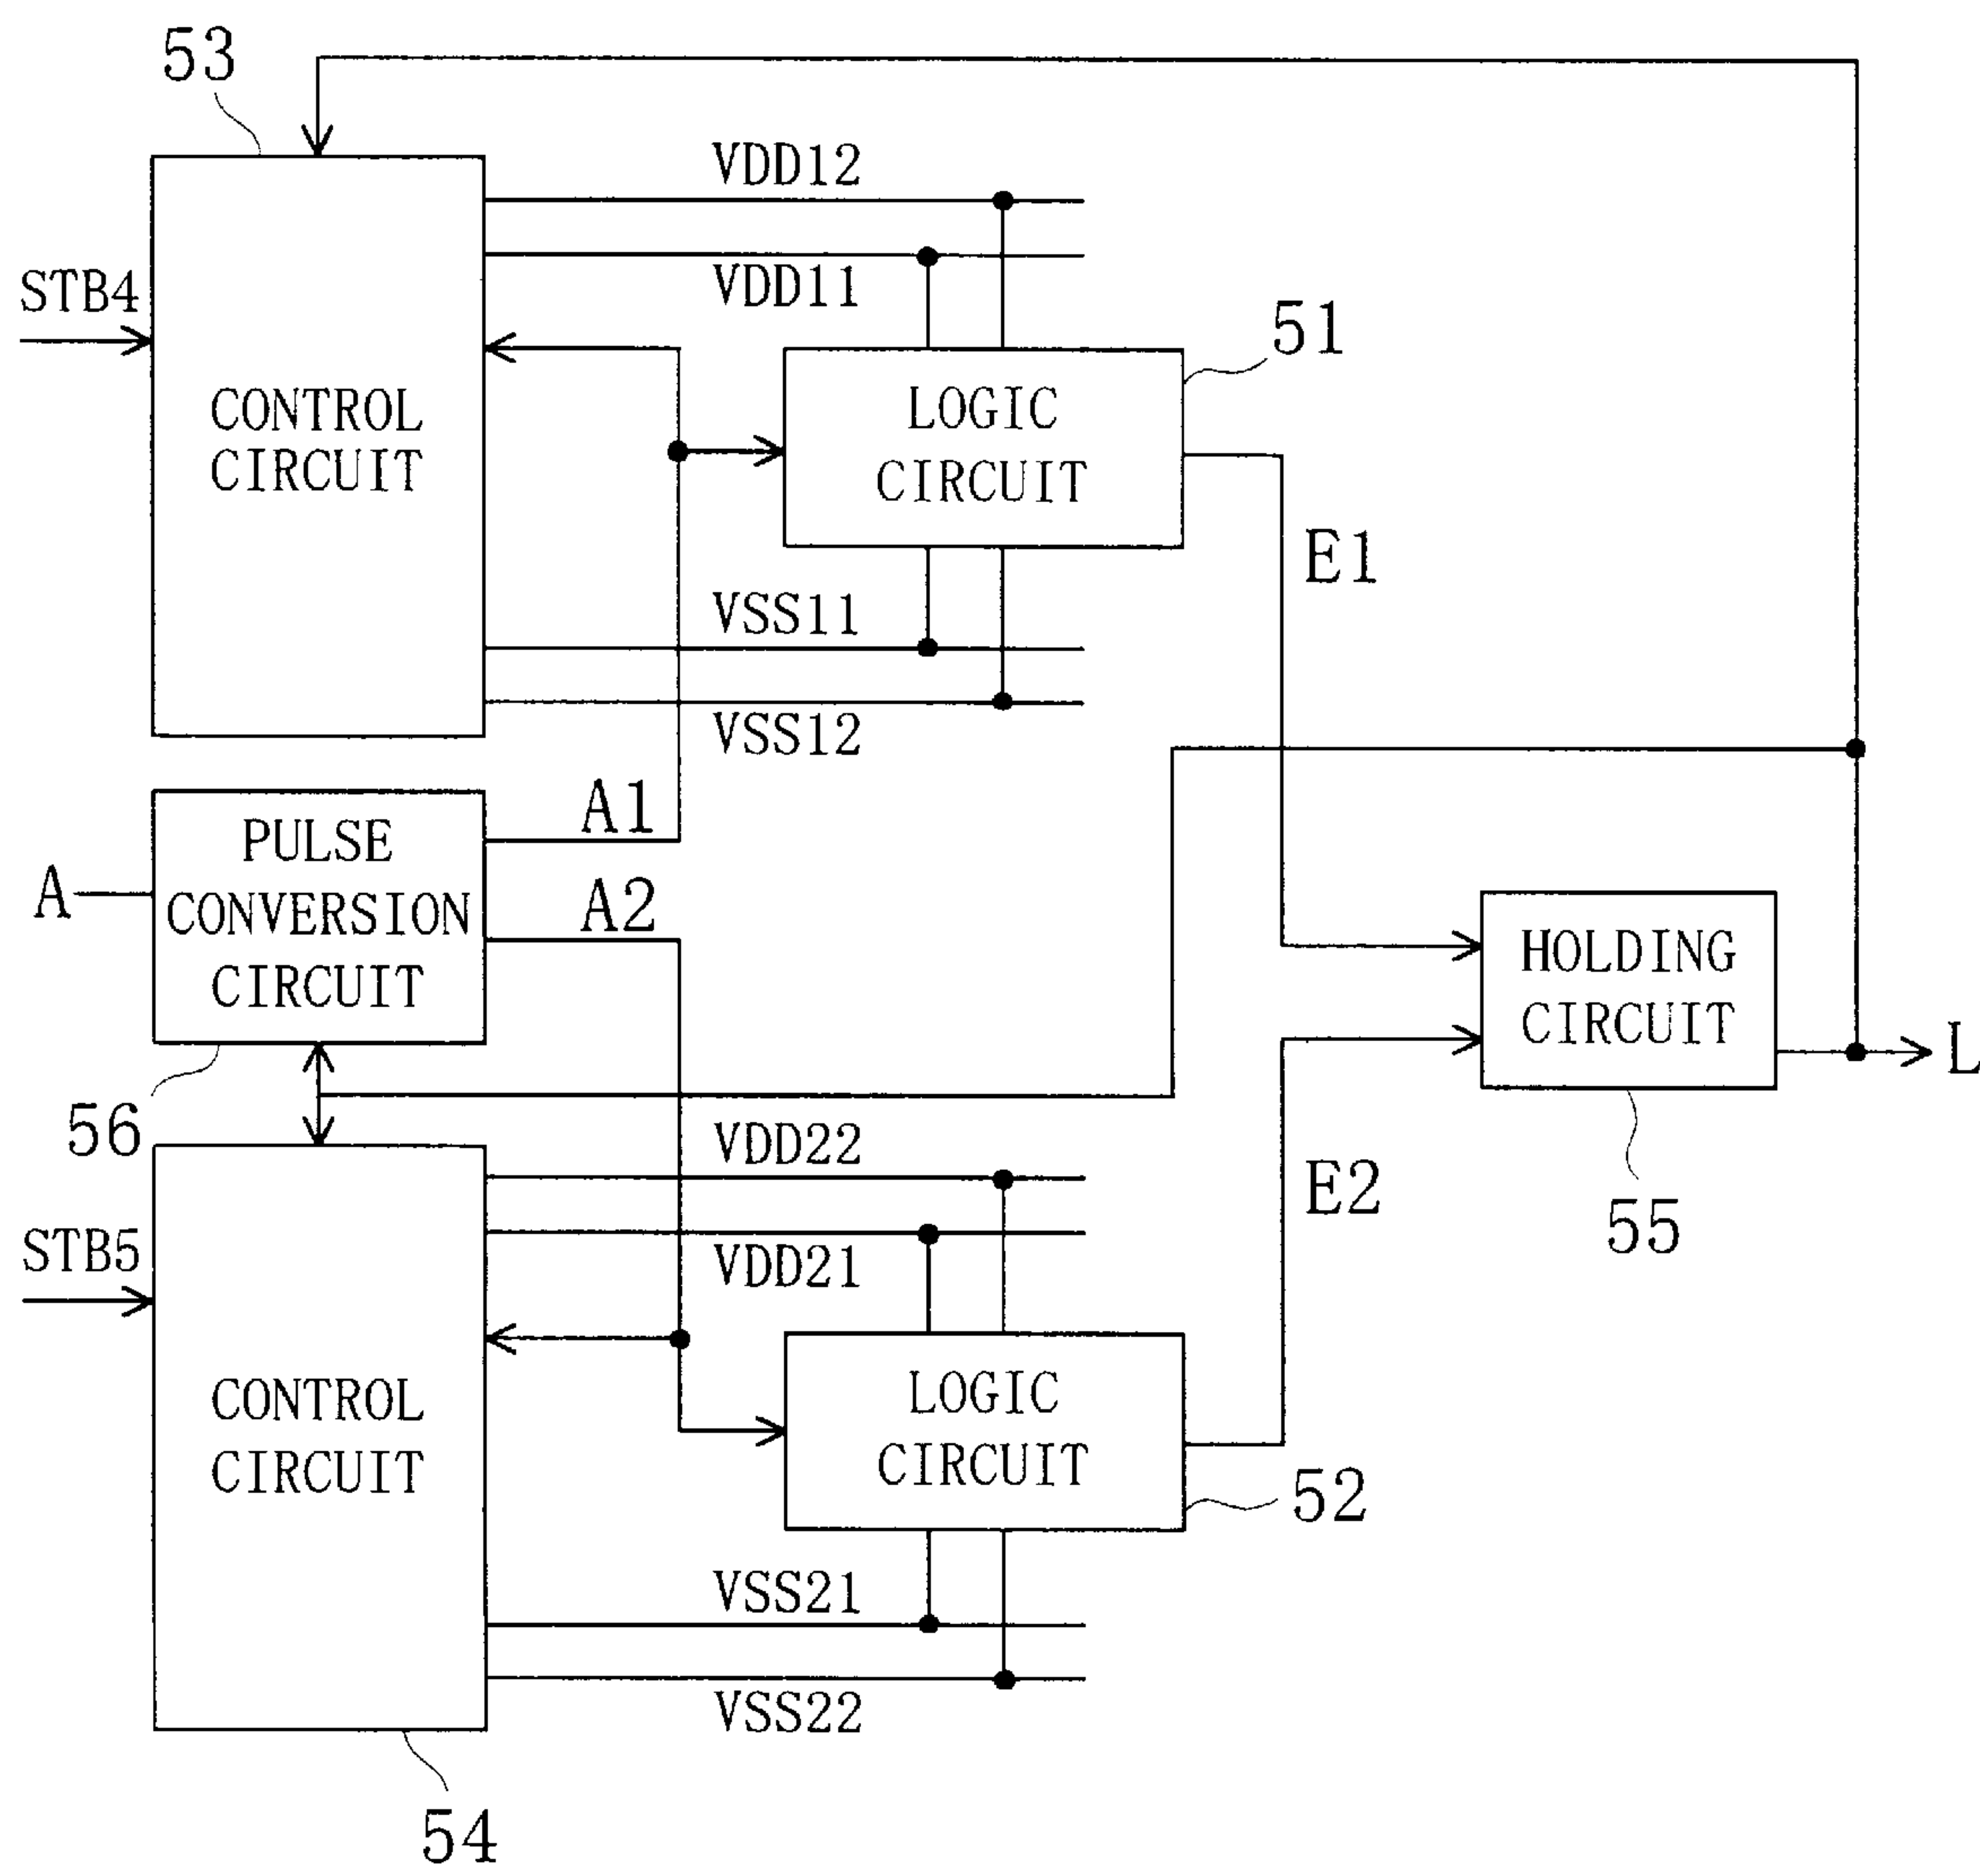 53
VDD12
STB4
VDD11
51
CONTROL
CIRCUIT
LOGIC
CIRCUIT
E1
VSS11
VSS12
A1
PULSE
CONVERSION
CIRCUIT
A
A2
HOLDING
CIRCUIT
L
56
VDD22
E2
55
STB5
VDD21
CONTROL
CIRCUIT
LOGIC
CIRCUIT
52
VSS21
VSS22
54